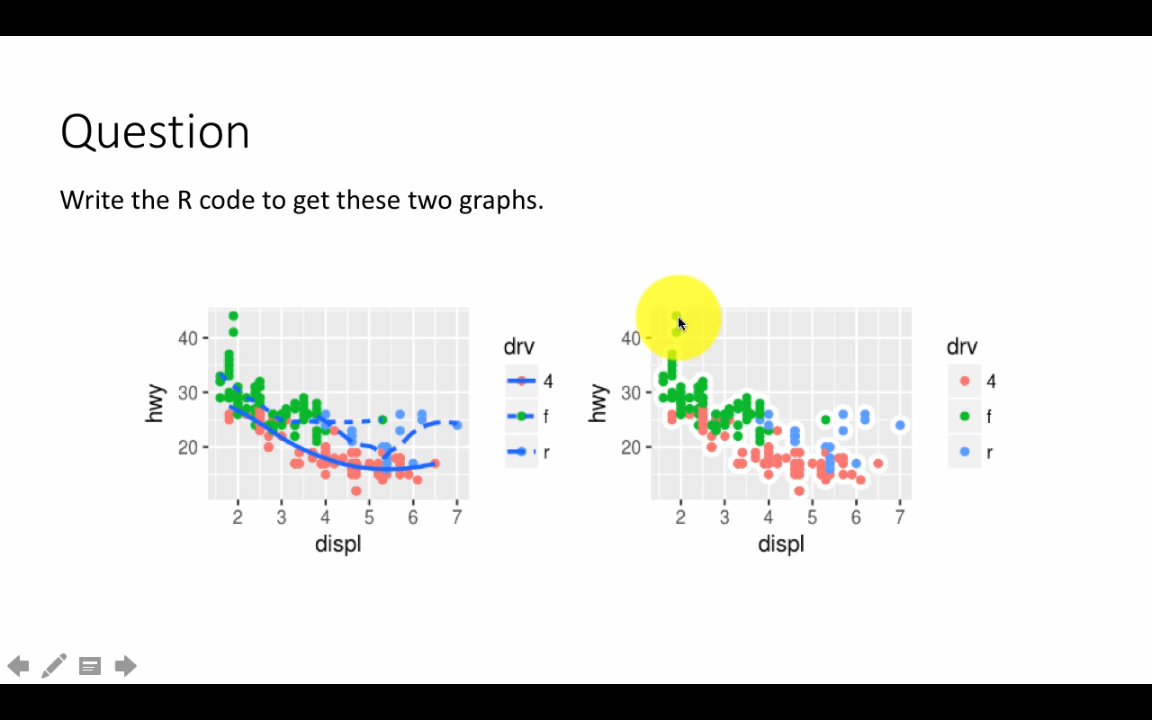 Question
Write the R code to get these two graphs.
40
30
20
hwy
2 3 4 5 6 7
displ
drv
4
f
r
40
30
20
hwy
2 3 4 5 6 7
displ
drv
4
f
r